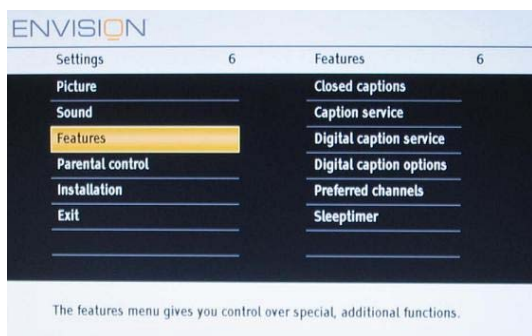 ENVISION
Settings 6 Features 6
Picture Closed captions
Sound Caption service
Features Digital caption service
Parental control Digital caption options
Installation Preferred channels
Exit Sleeptimer
The features menu gives you control over special, additional functions.